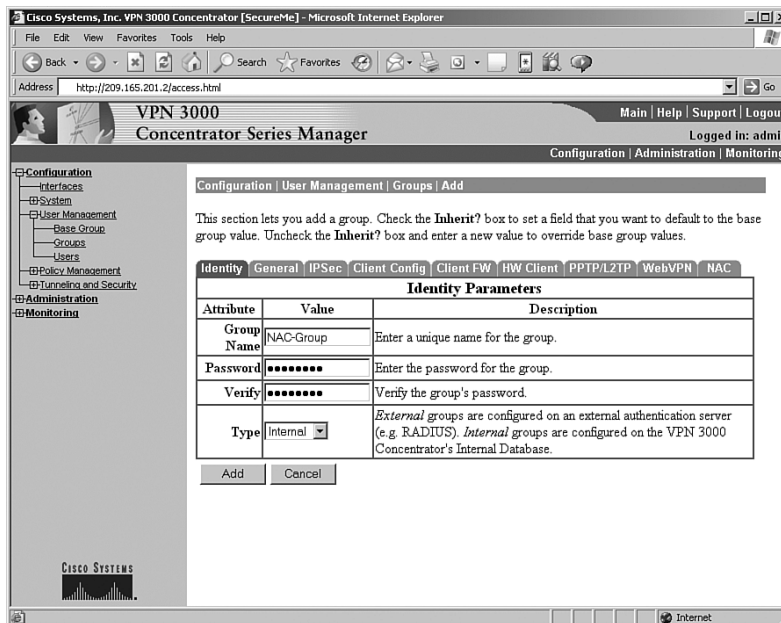 Cisco Systems, Inc. VPN 3000 Concentrator [SecureMe] - Microsoft Internet Explorer
File Edit View Favorites Tools Help
Back Search Favorites
Address http://209.165.201.2/access.html Go
VPN 3000
Concentrator Series Manager
Main | Help | Support | Logou
Logged in: admi
Configuration | Administration | Monitoring
Configuration
Interfaces
System
User Management
Base Group
Groups
Users
Policy Management
Tunneling and Security
Administration
Monitoring
Configuration | User Management | Groups | Add
This section lets you add a group. Check the Inherit? box to set a field that you want to default to the base
group value. Uncheck the Inherit? box and enter a new value to override base group values.
Identity General IPSec Client Config Client FW HW Client PPTP/L2TP WebVPN NAC
Identity Parameters
Attribute Value Description
Group
Name NAC-Group Enter a unique name for the group.
Password ●●●●●●●● Enter the password for the group.
Verify ●●●●●●●● Verify the group's password.
Type Internal External groups are configured on an external authentication server
(e.g. RADIUS). Internal groups are configured on the VPN 3000
Concentrator's Internal Database.
Add Cancel
CISCO SYSTEMS
Internet